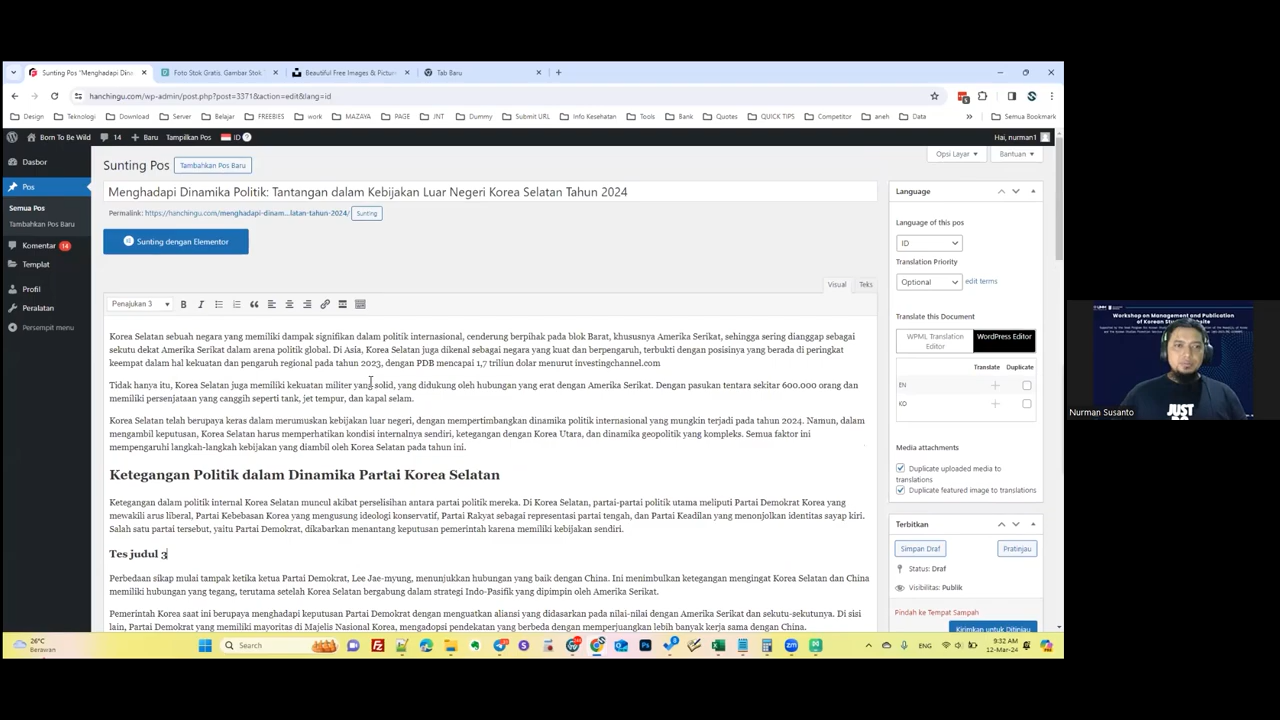 Sunting Pos "Menghadapi Dina
Foto Stok Gratis, Gambar Stok
Beautiful Free Images & Picture
Tab Baru
hanchingu.com/wp-admin/post.php?post=3371&action=edit&lang=id
Design Teknologi Download Server Belajar FREEBIES work MAZAYA PAGE JNT Dummy Submit URL Info Kesehatan Tools Bank Quotes QUICK TIPS Competitor aneh Data » Semua Bookmark
Born To Be Wild 14 Baru Tampilkan Pos ID Hai, nurman1
Dasbor
Pos
Semua Pos
Tambahkan Pos Baru
Komentar 14
Templat
Profil
Peralatan
Persempit menu
Opsi Layar Bantuan
Sunting Pos Tambahkan Pos Baru
Menghadapi Dinamika Politik: Tantangan dalam Kebijakan Luar Negeri Korea Selatan Tahun 2024
Permalink: https://hanchingu.com/menghadapi-dinam...latan-tahun-2024/ Sunting
Sunting dengan Elementor
Visual Teks
Penajukan 3
Korea Selatan sebuah negara yang memiliki dampak signifikan dalam politik internasional, cenderung berpihak pada blok Barat, khususnya Amerika Serikat, sehingga sering dianggap sebagai
sekutu dekat Amerika Serikat dalam arena politik global. Di Asia, Korea Selatan juga dikenal sebagai negara yang kuat dan berpengaruh, terbukti dengan posisinya yang berada di peringkat
keempat dalam hal kekuatan dan pengaruh regional pada tahun 2023, dengan PDB mencapai 1,7 triliun dolar menurut investingchannel.com
Tidak hanya itu, Korea Selatan juga memiliki kekuatan militer yang solid, yang didukung oleh hubungan yang erat dengan Amerika Serikat. Dengan pasukan tentara sekitar 600.000 orang dan
memiliki persenjataan yang canggih seperti tank, jet tempur, dan kapal selam.
Korea Selatan telah berupaya keras dalam merumuskan kebijakan luar negeri, dengan mempertimbangkan dinamika politik internasional yang mungkin terjadi pada tahun 2024. Namun, dalam
mengambil keputusan, Korea Selatan harus memperhatikan kondisi internalnya sendiri, ketegangan dengan Korea Utara, dan dinamika geopolitik yang kompleks. Semua faktor ini
mempengaruhi langkah-langkah kebijakan yang diambil oleh Korea Selatan pada tahun ini.
Ketegangan Politik dalam Dinamika Partai Korea Selatan
Ketegangan dalam politik internal Korea Selatan muncul akibat perselisihan antara partai politik mereka. Di Korea Selatan, partai-partai politik utama meliputi Partai Demokrat Korea yang
mewakili arus liberal, Partai Kebebasan Korea yang mengusung ideologi konservatif, Partai Rakyat sebagai representasi partai tengah, dan Partai Keadilan yang menonjolkan identitas sayap kiri.
Salah satu partai tersebut, yaitu Partai Demokrat, dikabarkan menantang keputusan pemerintah karena memiliki kebijakan sendiri.
Tes judul 3
Perbedaan sikap mulai tampak ketika ketua Partai Demokrat, Lee Jae-myung, menunjukkan hubungan yang baik dengan China. Ini menimbulkan ketegangan mengingat Korea Selatan dan China
memiliki hubungan yang tegang, terutama setelah Korea Selatan bergabung dalam strategi Indo-Pasifik yang dipimpin oleh Amerika Serikat.
Pemerintah Korea saat ini berupaya menghadapi keputusan Partai Demokrat dengan menguatkan aliansi yang didasarkan pada nilai-nilai dengan Amerika Serikat dan sekutu-sekutunya. Di sisi
lain, Partai Demokrat yang memiliki mayoritas di Majelis Nasional Korea, mengadopsi pendekatan yang berbeda dengan memperjuangkan lebih banyak kerja sama dengan China.
Language
Language of this pos
ID
Translation Priority
Optional edit terms
Translate this Document
WPML Translation Editor
WordPress Editor
Translate Duplicate
EN
KO
Media attachments
Duplicate uploaded media to
translations
Duplicate featured image to translations
Terbitkan
Simpan Draf Pratinjau
Status: Draf
Visibilitas: Publik
Pindah ke Tempat Sampah
Kirimkan untuk Ditinjau
26°C
Berawan
Search
ENG
9:32 AM
12-Mar-24
Workshop on Management and Publication
of Korean Studies Website
JUST
Nurman Susanto